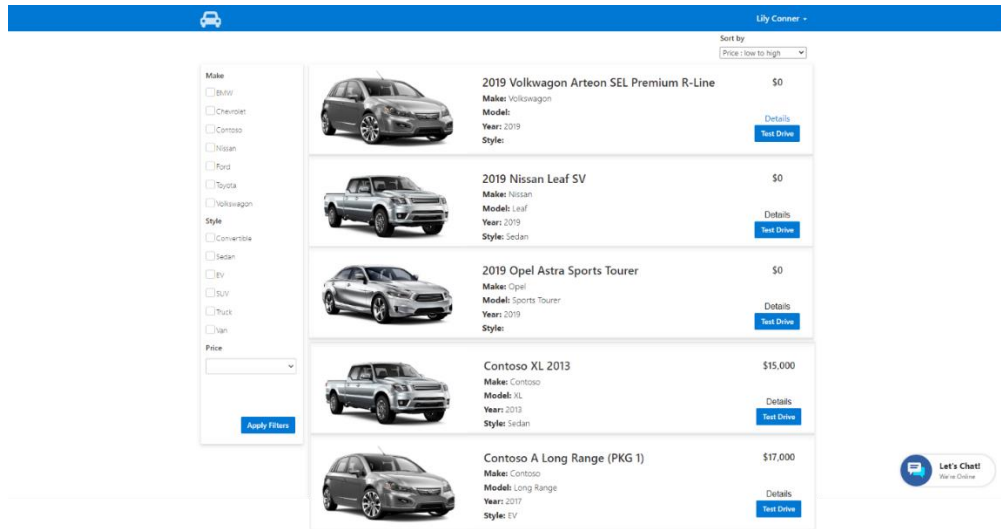 Lily Conner
Sort by
Price : low to high
Make
BMW
Chevrolet
Contoso
Nissan
Ford
Toyota
Volkswagon
Style
Convertible
Sedan
EV
SUV
Truck
Van
Price
Apply Filters
2019 Volkwagon Arteon SEL Premium R-Line
$0
Make: Volkswagon
Model:
Year: 2019
Style:
Details
Test Drive
2019 Nissan Leaf SV
$0
Make: Nissan
Model: Leaf
Year: 2019
Style: Sedan
Details
Test Drive
2019 Opel Astra Sports Tourer
$0
Make: Opel
Model: Sports Tourer
Year: 2019
Style:
Details
Test Drive
Contoso XL 2013
$15,000
Make: Contoso
Model: XL
Year: 2013
Style: Sedan
Details
Test Drive
Contoso A Long Range (PKG 1)
$17,000
Make: Contoso
Model: Long Range
Year: 2017
Style: EV
Details
Test Drive
Let's Chat!
We're Online